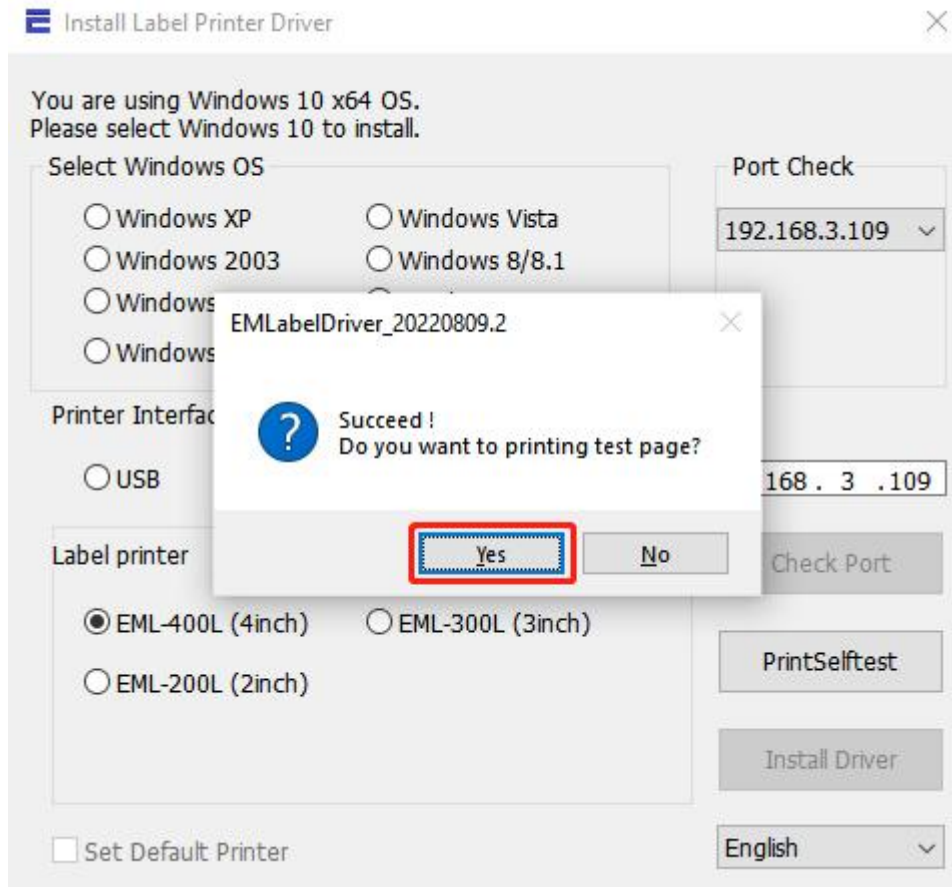 Install Label Printer Driver
You are using Windows 10 x64 OS.
Please select Windows 10 to install.
Select Windows OS
Port Check
Windows XP
Windows Vista
192.168.3.109
Windows 2003
Windows 8/8.1
Windows
EMLabelDriver_20220809.2
Windows
Succeed !
Do you want to printing test page?
Printer
USB
168 . 3 .109
Yes
No
Label printer
Check Port
EML-400L (4inch)
EML-300L (3inch)
PrintSelftest
EML-200L (2inch)
Install Driver
Set Default Printer
English